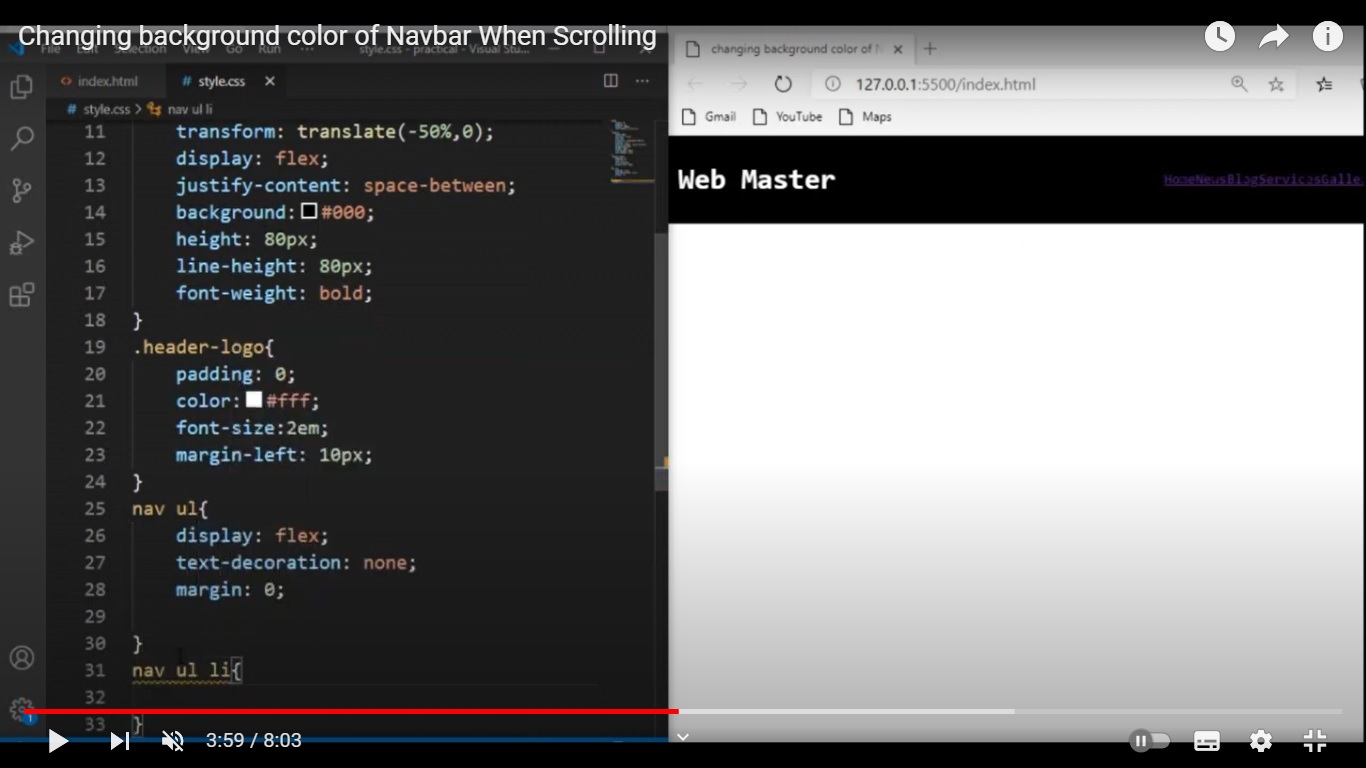 Changing background color of Navbar When Scrolling
File Edit Selection View Go Run ··· style.css - practical - Visual Stu...
index.html
# style.css ×
# style.css > nav ul li
11 transform: translate(-50%,0);
12 display: flex;
13 justify-content: space-between;
14 background: #000;
15 height: 80px;
16 line-height: 80px;
17 font-weight: bold;
18 }
19 .header-logo{
20 padding: 0;
21 color: #fff;
22 font-size:2em;
23 margin-left: 10px;
24 }
25 nav ul{
26 display: flex;
27 text-decoration: none;
28 margin: 0;
29
30 }
31 nav ul li{
32
33 }
1
changing background color of N
127.0.0.1:5500/index.html
Gmail YouTube Maps
Web Master
HomeNewsBlogServicesGalle
3:59 / 8:03